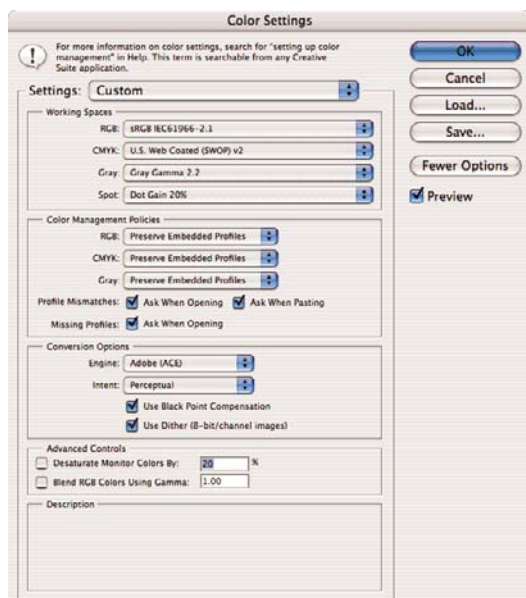 Color Settings
For more information on color settings, search for "setting up color
management" in Help. This term is searchable from any Creative
Suite application.
Settings: Custom
Working Spaces
RGB: sRGB IEC61966-2.1
CMYK: U.S. Web Coated (SWOP) v2
Gray: Gray Gamma 2.2
Spot: Dot Gain 20%
Color Management Policies
RGB: Preserve Embedded Profiles
CMYK: Preserve Embedded Profiles
Gray: Preserve Embedded Profiles
Profile Mismatches: Ask When Opening Ask When Pasting
Missing Profiles: Ask When Opening
Conversion Options
Engine: Adobe (ACE)
Intent: Perceptual
Use Black Point Compensation
Use Dither (8-bit/channel images)
Advanced Controls
Desaturate Monitor Colors By: 20 %
Blend RGB Colors Using Gamma: 1.00
Description
OK
Cancel
Load...
Save...
Fewer Options
Preview